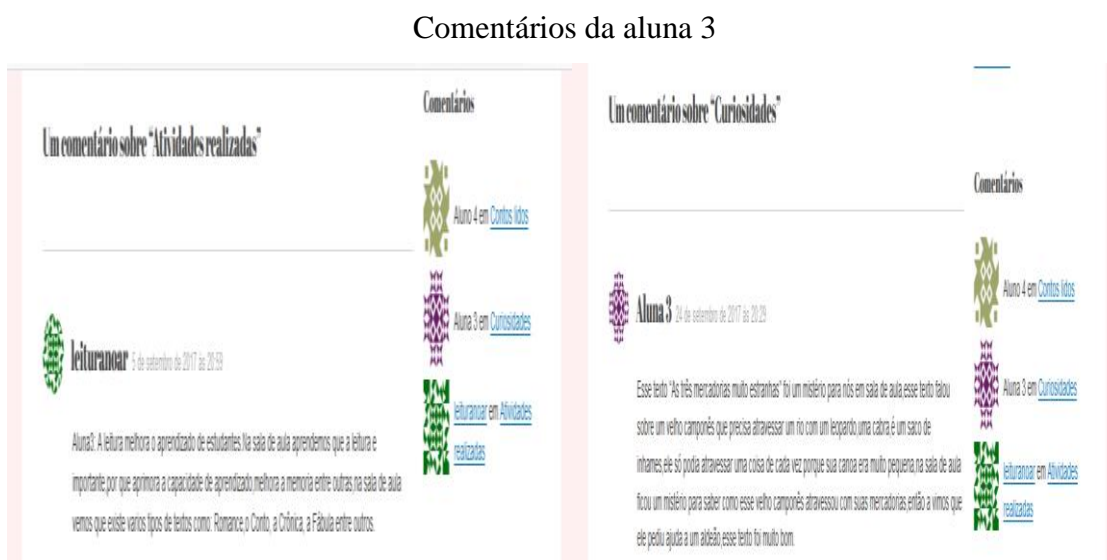 Comentários da aluna 3
Um comentário sobre "Atividades realizadas"
leituranoar 5 de setembro de 2017 às 20:59
Aluna3: A leitura melhora o aprendizado de estudantes.Na sala de aula aprendemos que a leitura e
importante,por que aprimora a capacidade de aprendizado,melhora a memoria entre outras,na sala de aula
vemos que existe varios tipos de textos como: Romance,o Conto, a Crônica, a Fábula entre outros.
Comentários
Aluno 4 em Contos lidos
Aluna 3 em Curiosidades
leituranoar em Atividades
realizadas
Um comentário sobre "Curiosidades"
Aluna 3 24 de setembro de 2017 às 20:29
Esse texto "As três mercadorias muito estranhas" foi um mistério para nós em sala de aula,esse texto falou
sobre um velho camponês que precisa atravessar um rio com um leopardo,uma cabra,é um saco de
inhames,ele só podia atravessar uma coisa de cada vez porque sua canoa era muito pequena,na sala de aula
ficou um mistério para saber como esse velho camponês atravessou com suas mercadorias,então a vimos que
ele pediu ajuda a um aldeão,esse texto foi muito bom.
Comentários
Aluno 4 em Contos lidos
Aluna 3 em Curiosidades
leituranoar em Atividades
realizadas